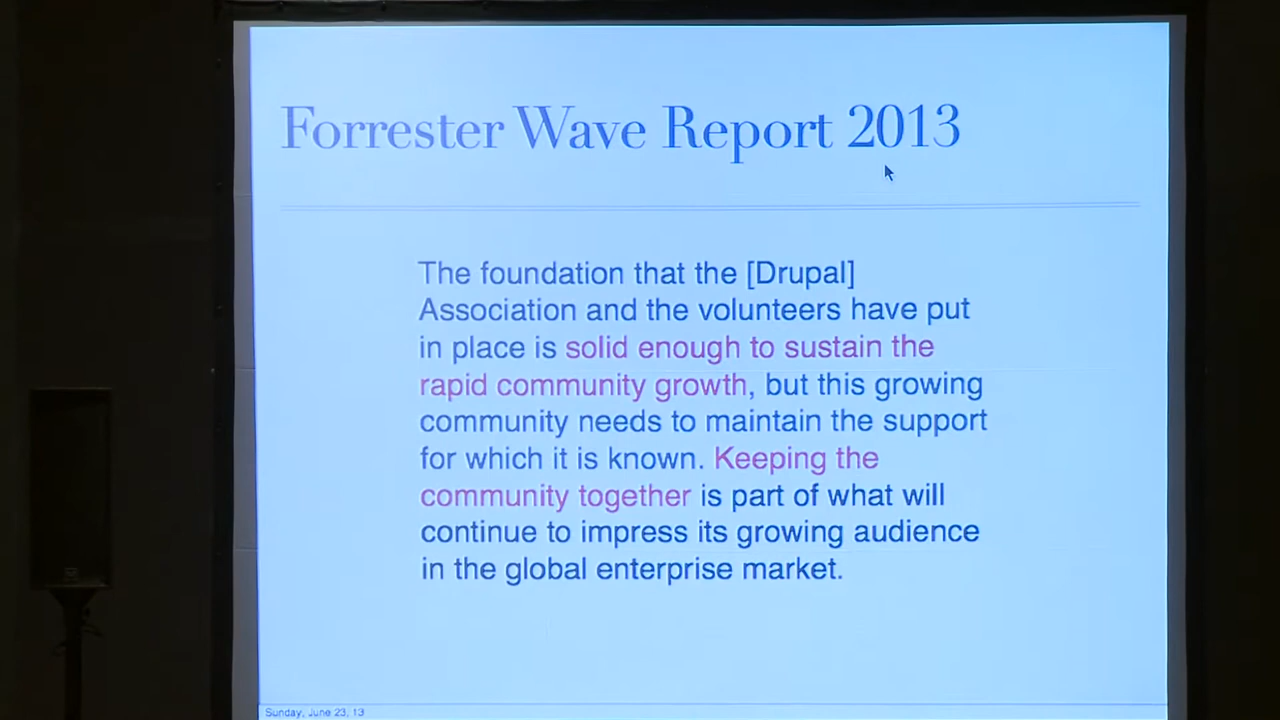 Forrester Wave Report 2013
The foundation that the [Drupal]
Association and the volunteers have put
in place is solid enough to sustain the
rapid community growth, but this growing
community needs to maintain the support
for which it is known. Keeping the
community together is part of what will
continue to impress its growing audience
in the global enterprise market.
Sunday, June 23, 13